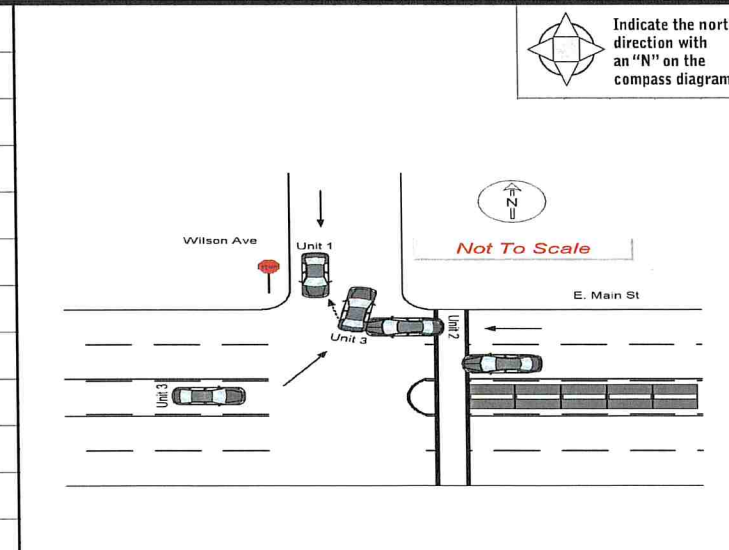 Indicate the nort
direction with
an "N" on the
compass diagram
N
Wilson Ave
Unit 1
Not To Scale
STOP
E. Main St
Unit 2
Unit 3
Unit 3